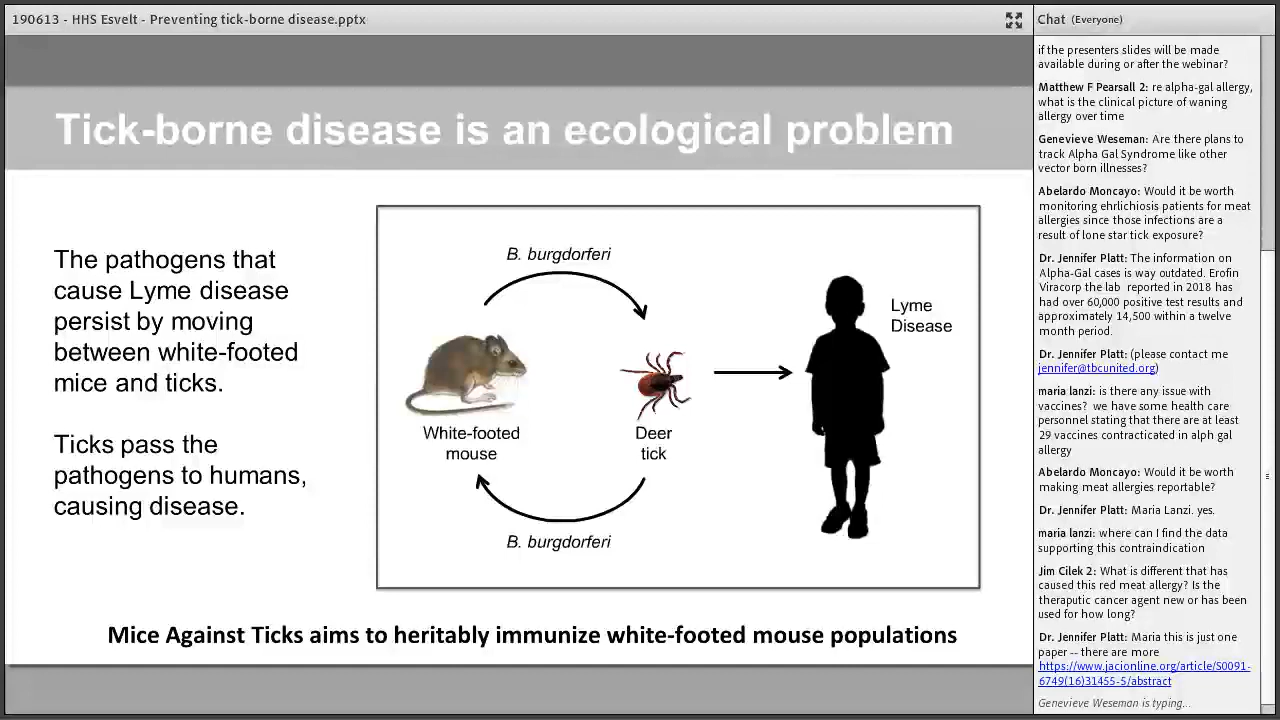 190613 - HHS Esvelt - Preventing tick-borne disease.pptx
Tick-borne disease is an ecological problem
The pathogens that
cause Lyme disease
persist by moving
between white-footed
mice and ticks.
Ticks pass the
pathogens to humans,
causing disease.
B. burgdorferi
White-footed
mouse
Deer
tick
B. burgdorferi
Lyme
Disease
Mice Against Ticks aims to heritably immunize white-footed mouse populations
Chat (Everyone)
if the presenters slides will be made
available during or after the webinar?
Matthew F Pearsall 2: re alpha-gal allergy,
what is the clinical picture of waning
allergy over time
Genevieve Weseman: Are there plans to
track Alpha Gal Syndrome like other
vector born illnesses?
Abelardo Moncayo: Would it be worth
monitoring ehrlichiosis patients for meat
allergies since those infections are a
result of lone star tick exposure?
Dr. Jennifer Platt: The information on
Alpha-Gal cases is way outdated. Erofin
Viracorp the lab reported in 2018 has
had over 60,000 positive test results and
approximately 14,500 within a twelve
month period.
Dr. Jennifer Platt: (please contact me
jennifer@tbcunited.org)
maria lanzi: is there any issue with
vaccines? we have some health care
personnel stating that there are at least
29 vaccines contracticated in alph gal
allergy
Abelardo Moncayo: Would it be worth
making meat allergies reportable?
Dr. Jennifer Platt: Maria Lanzi. yes.
maria lanzi: where can I find the data
supporting this contraindication
Jim Cilek 2: What is different that has
caused this red meat allergy? Is the
theraputic cancer agent new or has been
used for how long?
Dr. Jennifer Platt: Maria this is just one
paper -- there are more
https://www.jacionline.org/article/S0091-
6749(16)31455-5/abstract
Genevieve Weseman is typing...